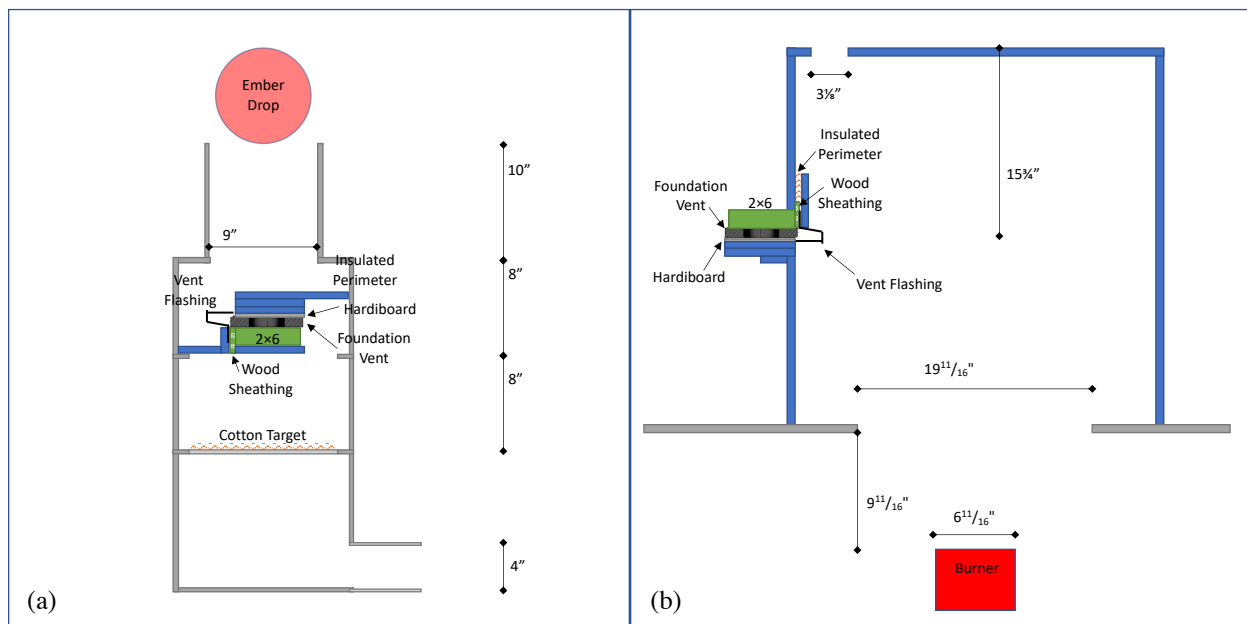 Ember
Drop
10”
9”
Vent
Flashing
Insulated
Perimeter
8”
Hardiboard
2×6
Foundation
Vent
Wood
Sheathing
8”
Cotton Target
4”
(a)
3⅛”
Insulated
Perimeter
15¾”
Foundation
Vent
2×6
Wood
Sheathing
Hardiboard
Vent Flashing
19¹¹/₁₆"
9¹¹/₁₆"
6¹¹/₁₆"
Burner
(b)